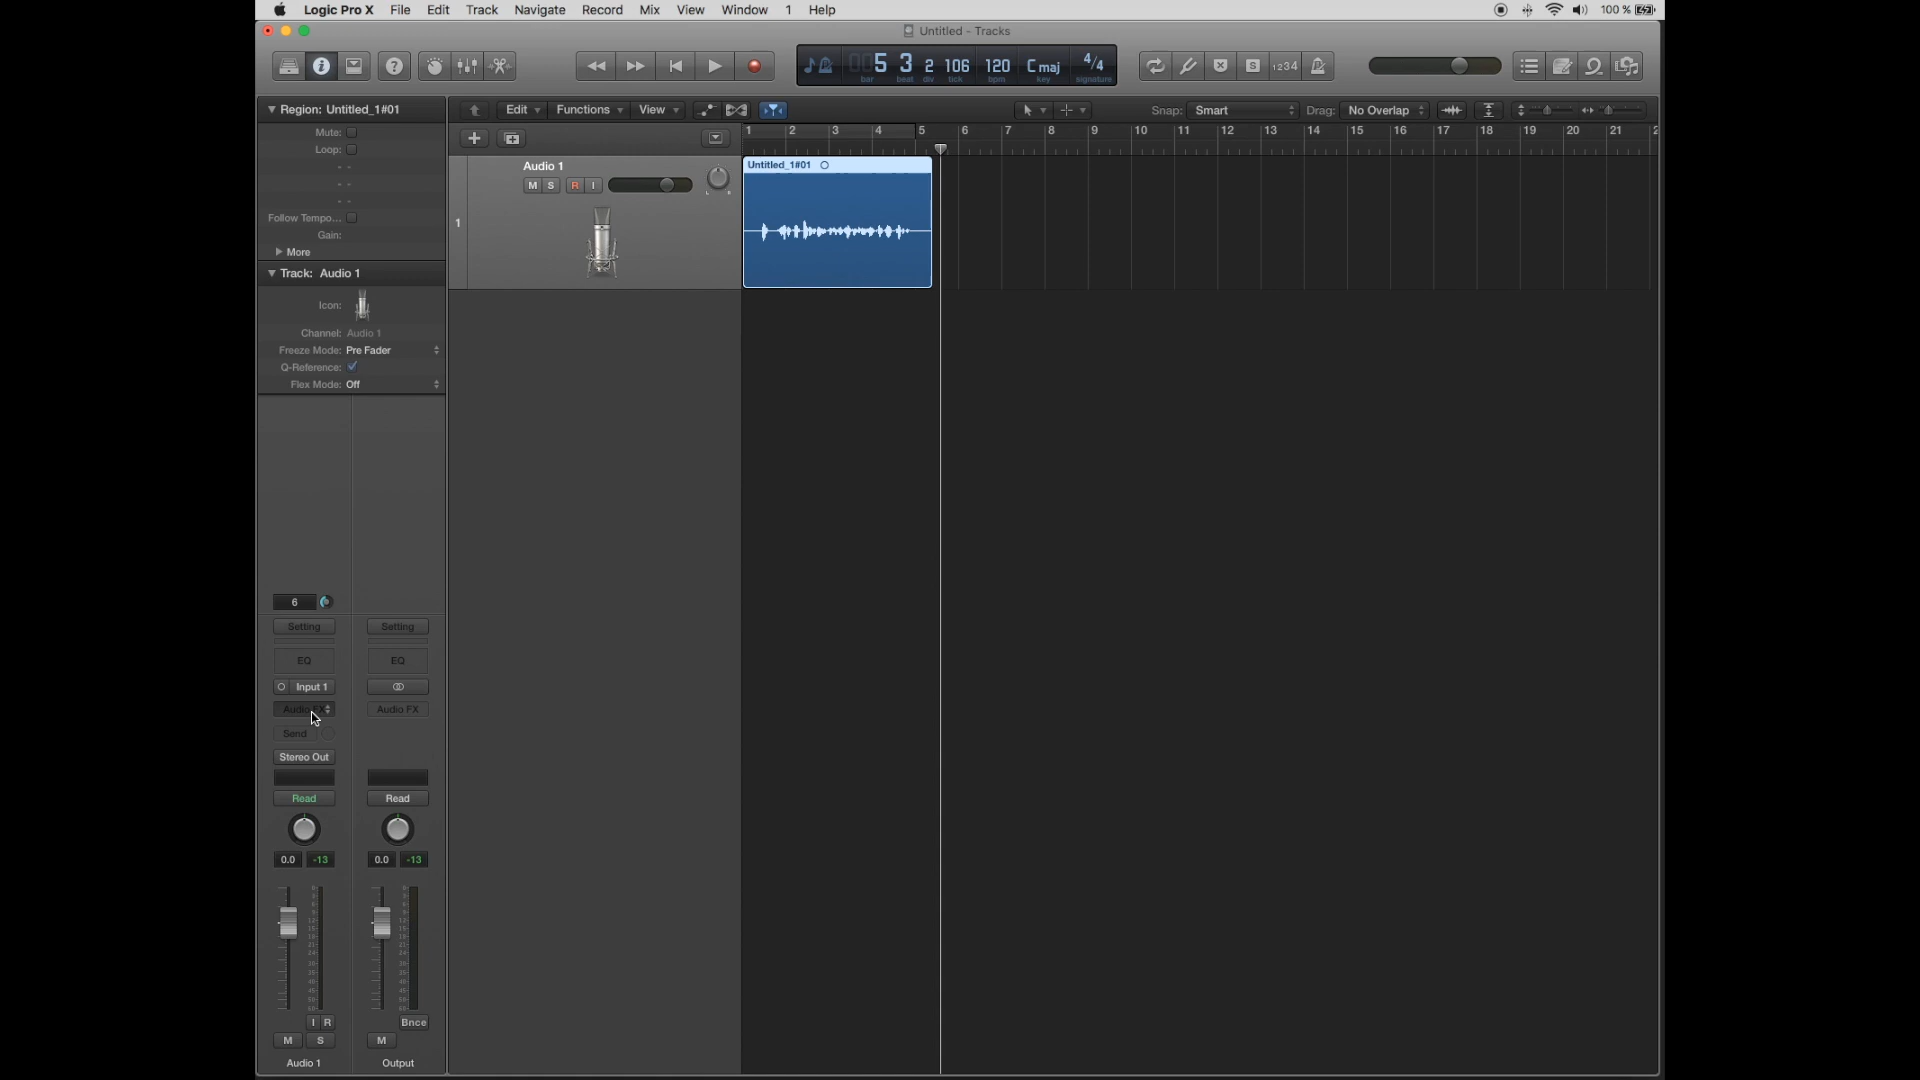 Logic Pro X File Edit Track Navigate Record Mix View Window 1 Help 100 %
Untitled - Tracks
5 3 2 106 120 C maj 4/4
bar beat div tick bpm key signature
1234
Region: Untitled_1#01
Edit Functions View Snap: Smart Drag: No Overlap
Mute:
1 2 3 4 5 6 7 8 9 10 11 12 13 14 15 16 17 18 19 20 21
Loop:
- -
- -
- -
Follow Tempo...
Gain:
More
Audio 1
M S R I
L R
1
Untitled_1#01
Track: Audio 1
Icon:
Channel: Audio 1
Freeze Mode: Pre Fader
Q-Reference:
Flex Mode: Off
6
Setting Setting
EQ EQ
Input 1
Audio FX Audio FX
Send
Stereo Out
Read Read
0.0 -13 0.0 -13
I R Bnce
M S M
Audio 1 Output